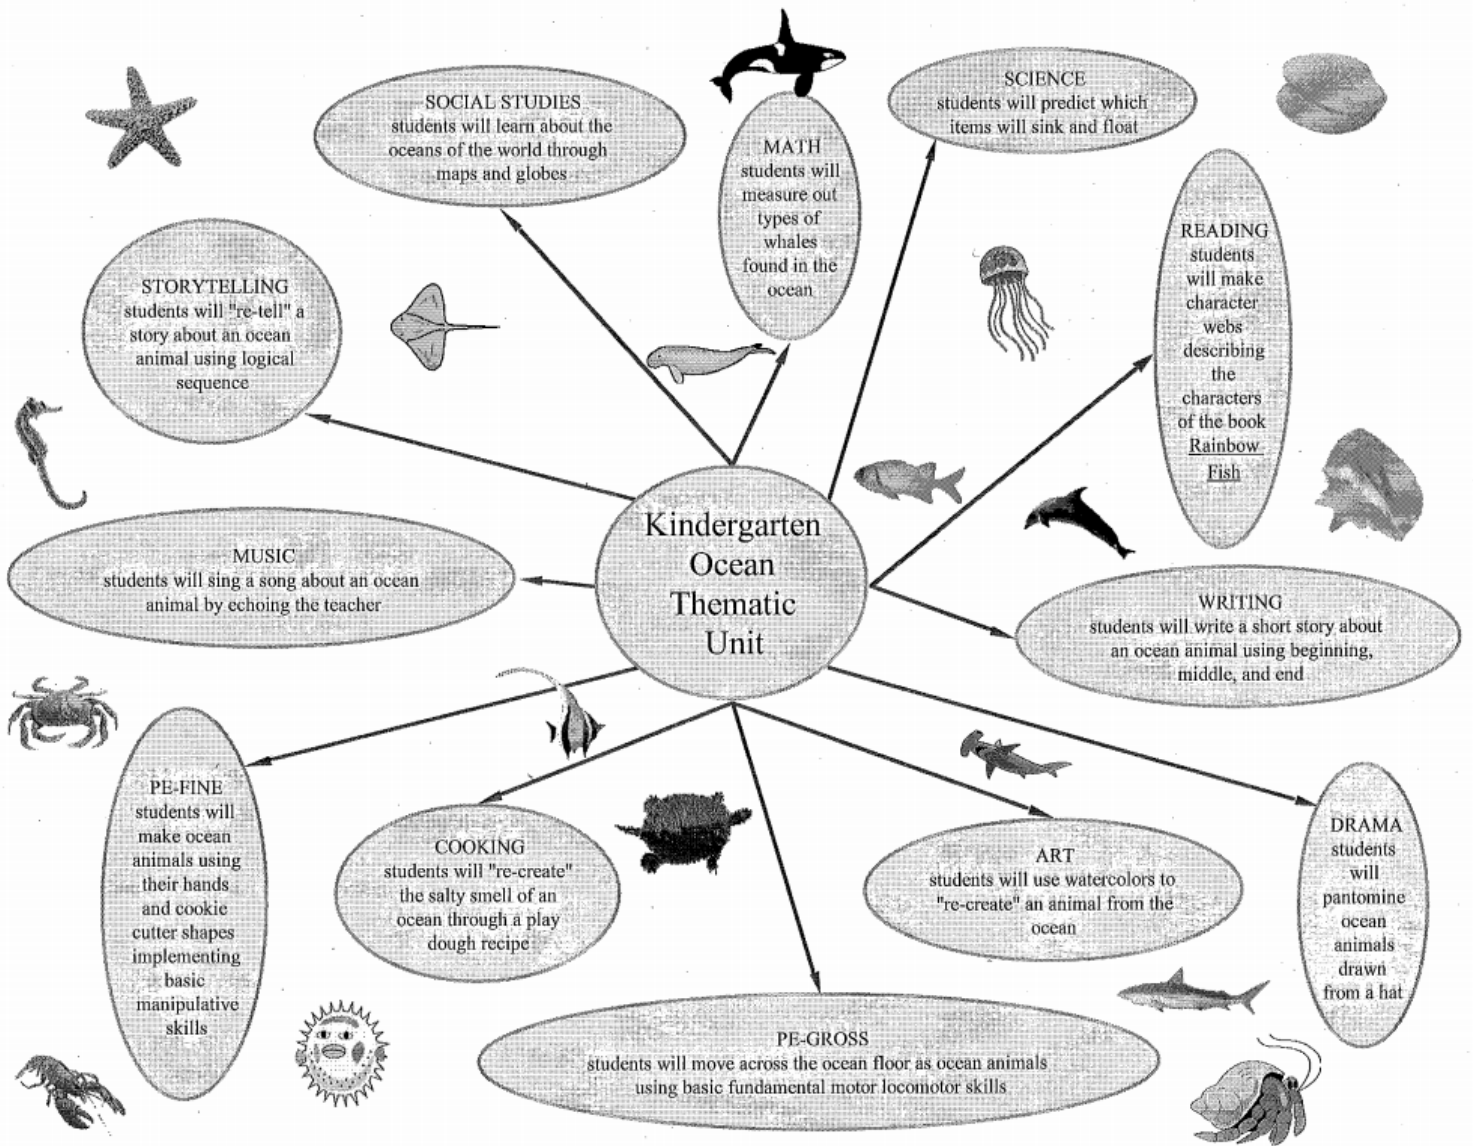 SOCIAL STUDIES
students will learn about the
oceans of the world through
maps and globes
MATH
students will
measure out
types of
whales
found in the
ocean
SCIENCE
students will predict which
items will sink and float
READING
students
will make
character
webs
describing
the
characters
of the book
Rainbow
Fish
STORYTELLING
students will "re-tell" a
story about an ocean
animal using logical
sequence
Kindergarten
Ocean
Thematic
Unit
MUSIC
students will sing a song about an ocean
animal by echoing the teacher
WRITING
students will write a short story about
an ocean animal using beginning,
middle, and end
PE-FINE
students will
make ocean
animals using
their hands
and cookie
cutter shapes
implementing
basic
manipulative
skills
COOKING
students will "re-create"
the salty smell of an
ocean through a play
dough recipe
ART
students will use watercolors to
"re-create" an animal from the
ocean
DRAMA
students
will
pantomine
ocean
animals
drawn
from a hat
PE-GROSS
students will move across the ocean floor as ocean animals
using basic fundamental motor locomotor skills